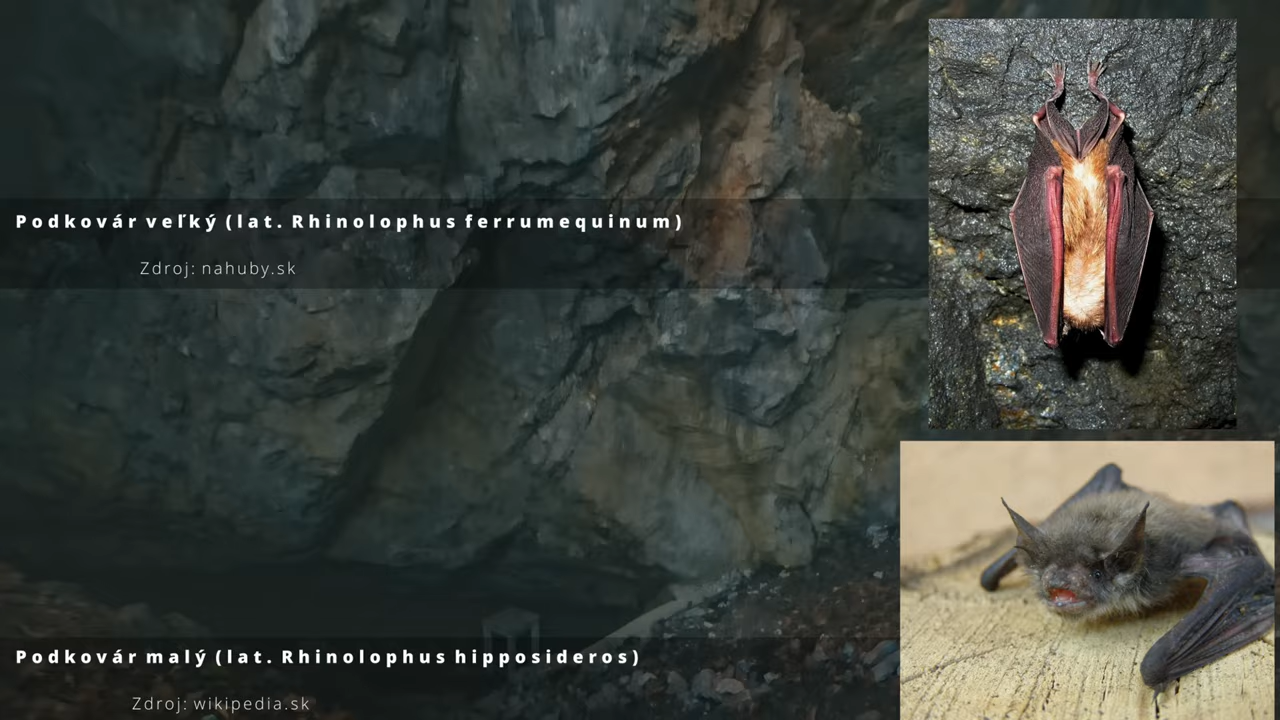 Podkovár veľký (lat. Rhinolophus ferrumequinum)
Zdroj: nahuby.sk
Podkovár malý (lat. Rhinolophus hipposideros)
Zdroj: wikipedia.sk